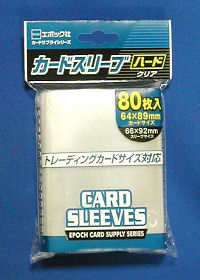 エポック社
カードサプライシリーズ
カードスリーブ ハード
クリア
80枚入
64×89mm
カードサイズ
66×92mm
スリーブサイズ
トレーディングカードサイズ対応
CARD
SLEEVES
EPOCH CARD SUPPLY SERIES